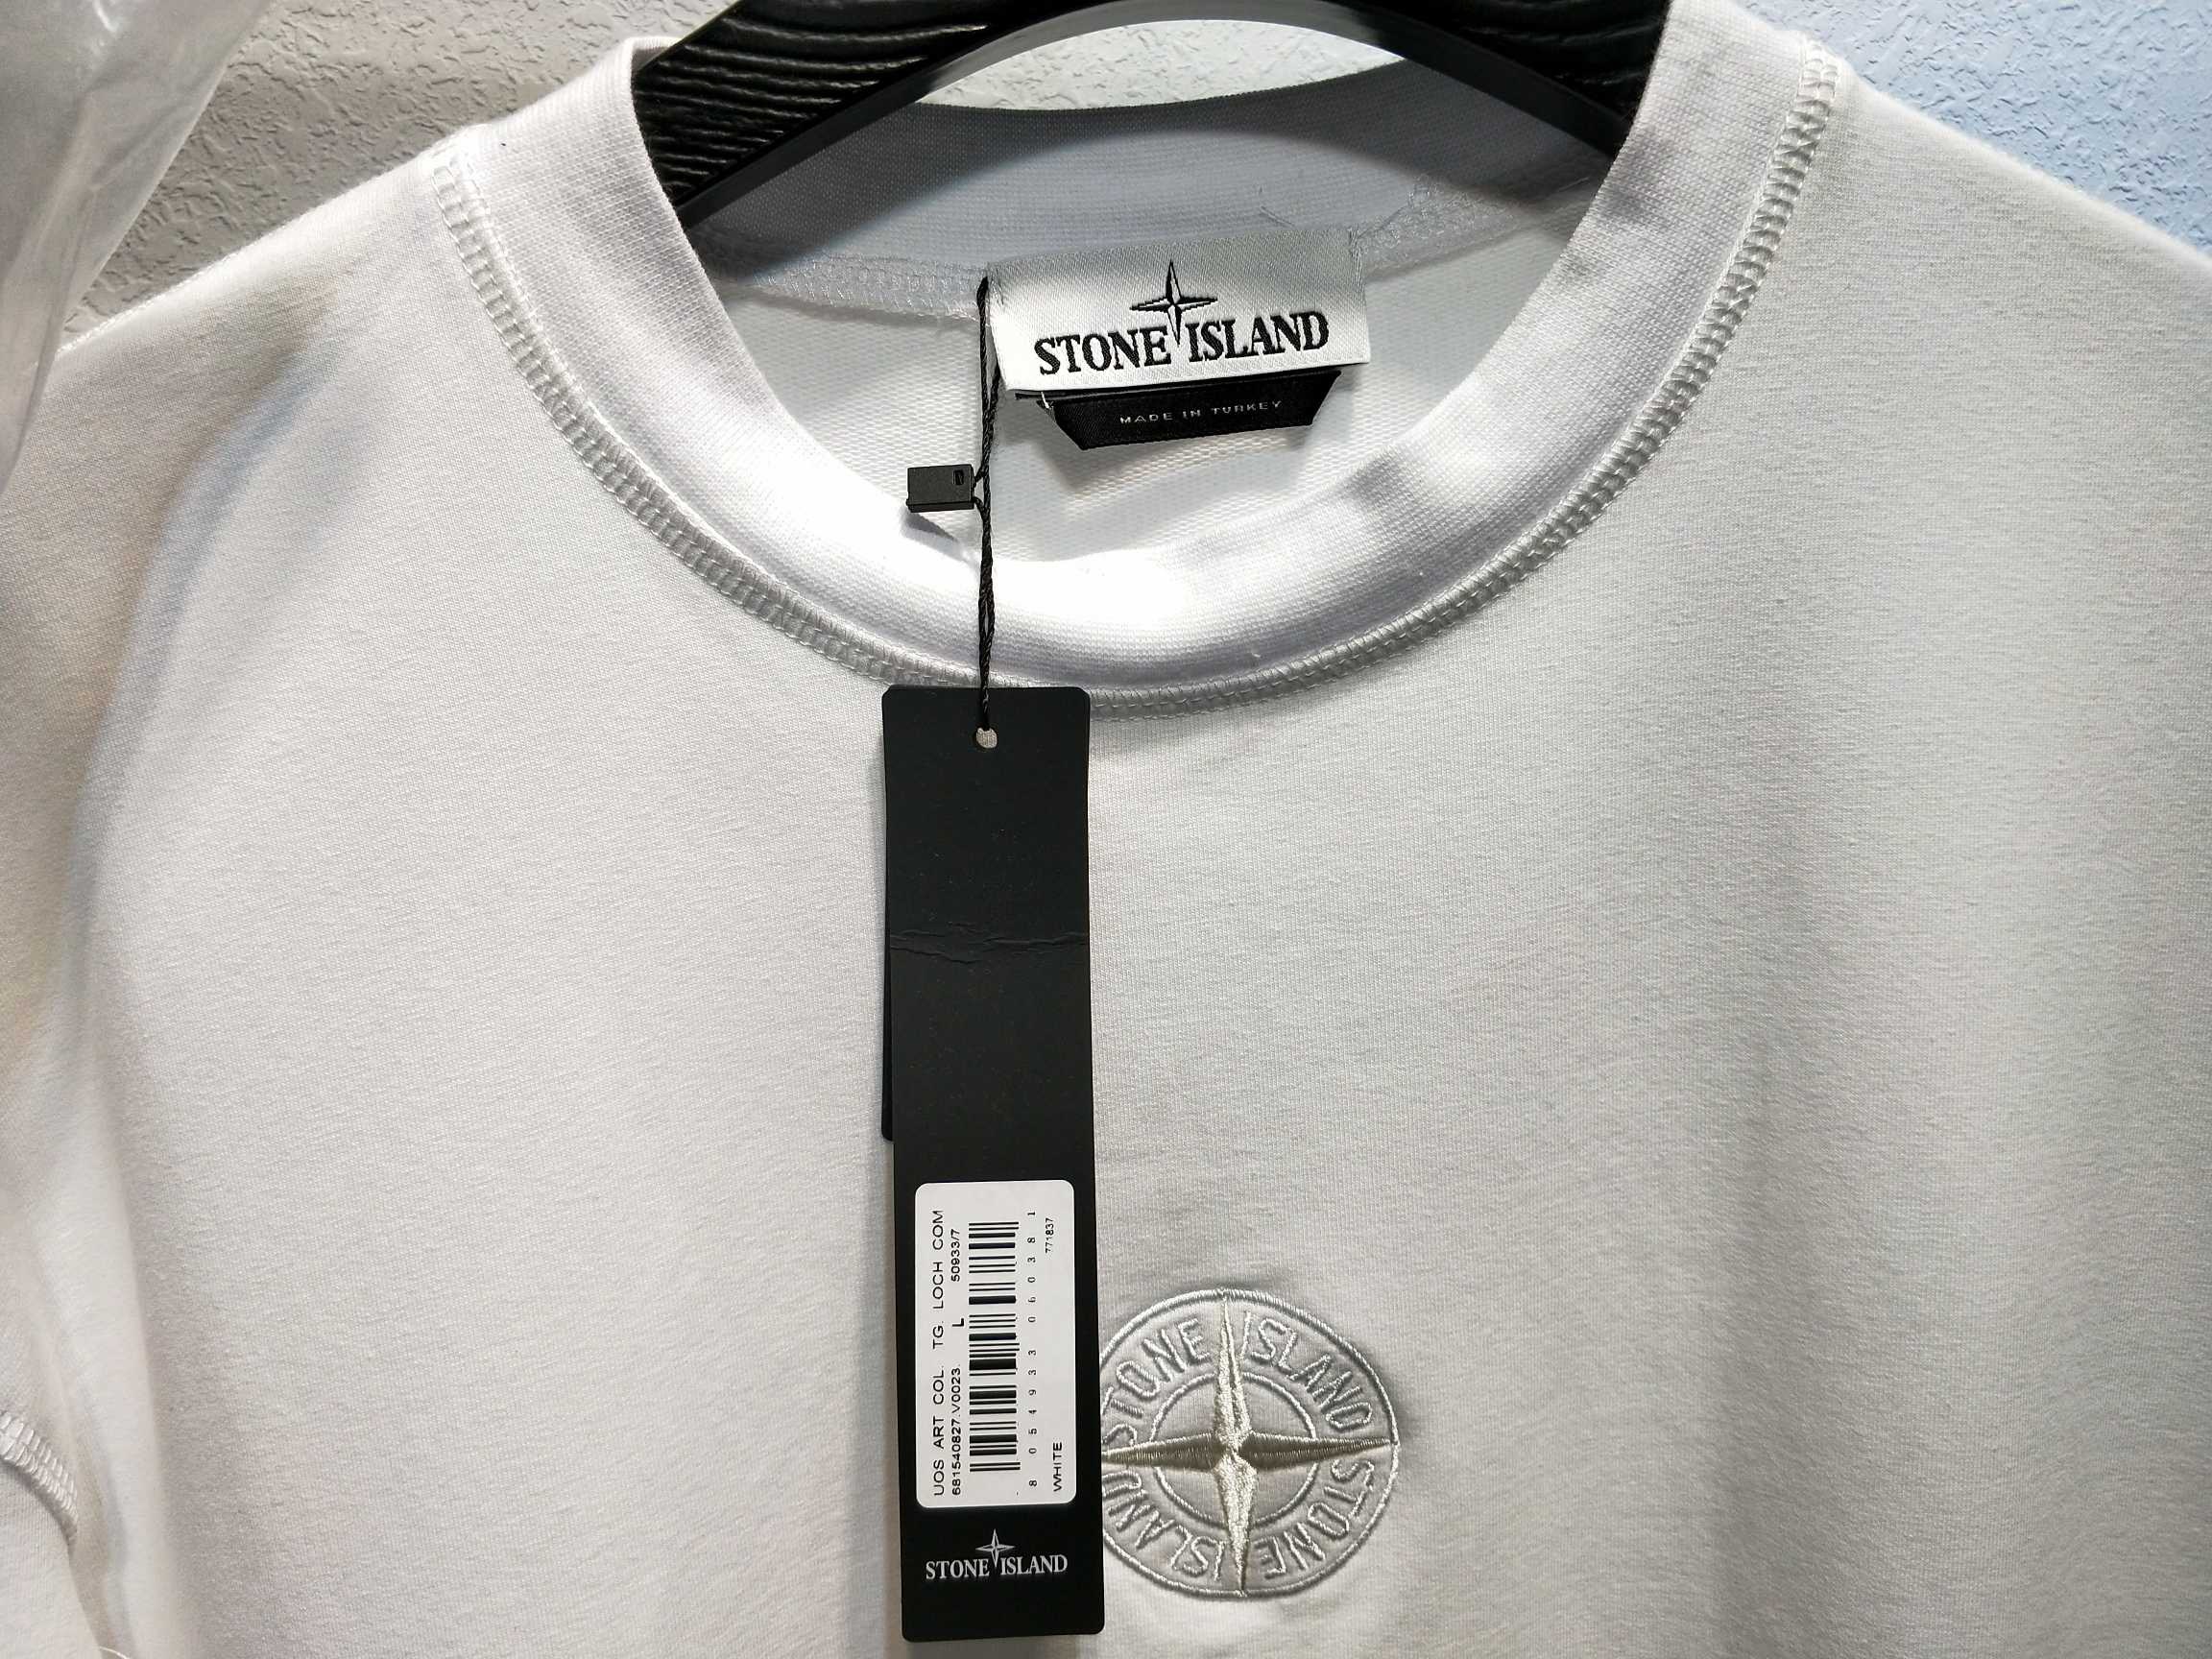 STONE ISLAND
MADE IN TURKEY
UOS ART COL. TG. LOCH COM
681540827.V0023. L 50933/7
8 054933 060381
WHITE 771837
STONE ISLAND
STONE ISLAND
STONE ISLAND